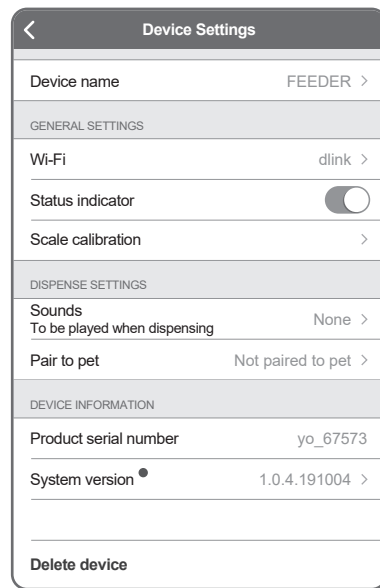 Device Settings
Device name FEEDER
GENERAL SETTINGS
Wi-Fi dlink
Status indicator
Scale calibration
DISPENSE SETTINGS
Sounds
To be played when dispensing None
Pair to pet Not paired to pet
DEVICE INFORMATION
Product serial number yo_67573
System version 1.0.4.191004
Delete device